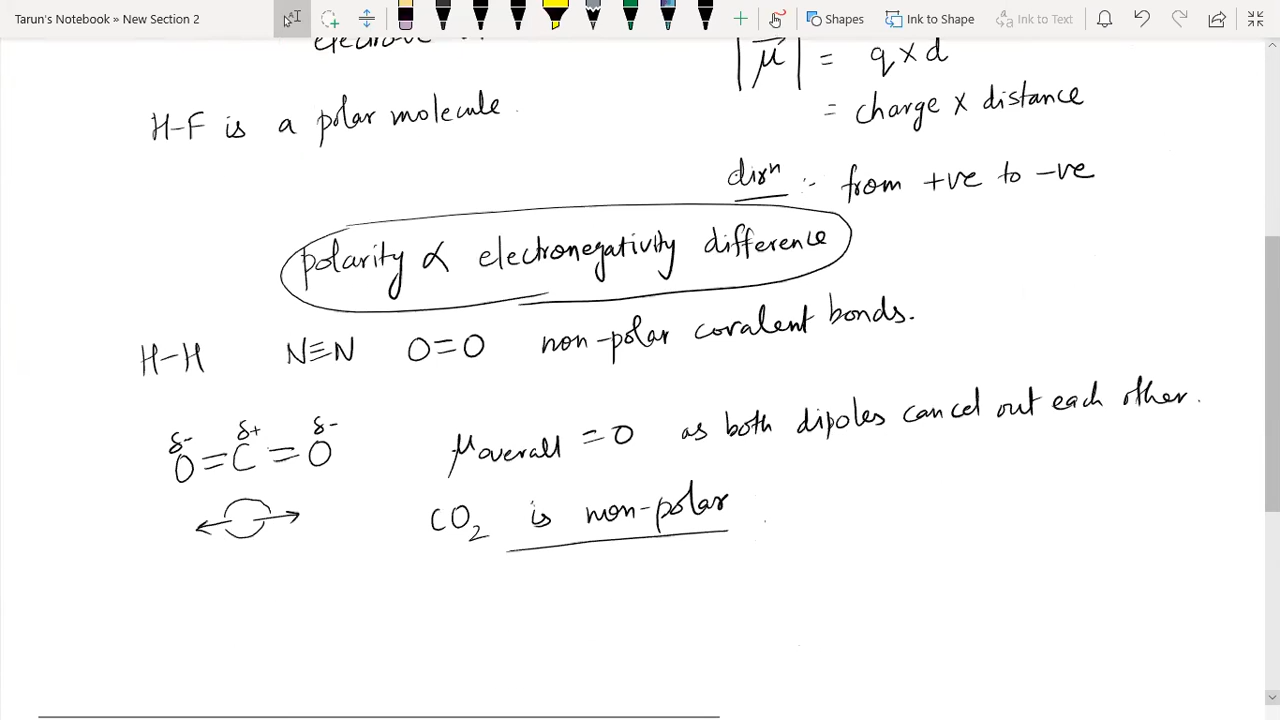 Tarun's Notebook » New Section 2
Shapes
Ink to Shape
Ink to Text
|μ| = q × d
= charge × distance
H-F is a polar molecule.
dirⁿ :- from +ve to -ve
polarity ∝ electronegativity difference
H-H N≡N O=O non-polar covalent bonds.
δ- δ+ δ-
O=C=O μoverall = 0 as both dipoles cancel out each other.
CO₂ is non-polar